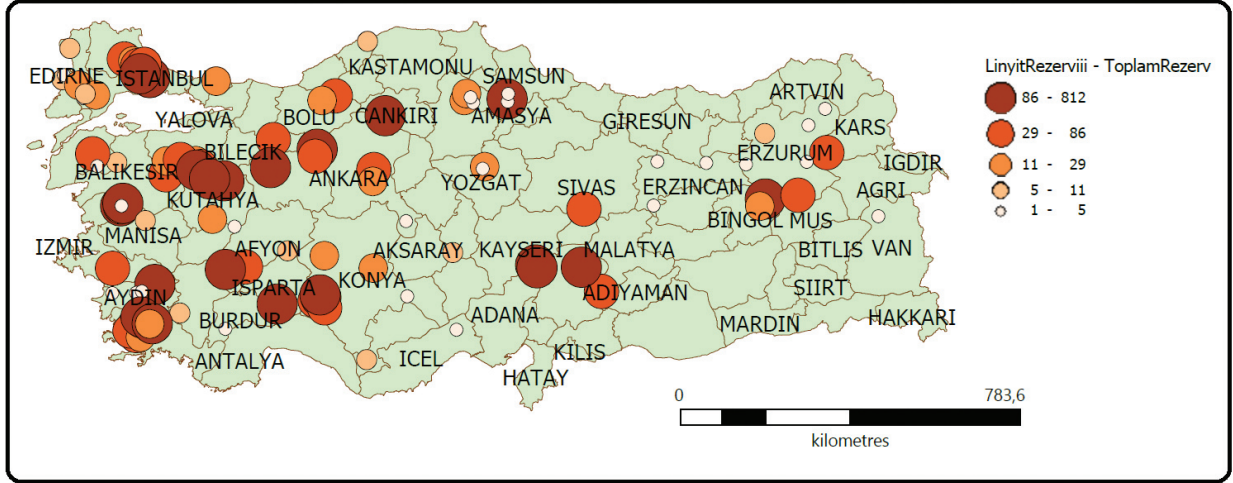 LinyitRezerviii - ToplamRezerv
86 - 812
29 - 86
11 - 29
5 - 11
1 - 5
KASTAMONU
SAMSUN
EDIRNE
ISTANBUL
ARTVIN
YALOVA
BOLU
CANKIRI
AMASYA
GIRESUN
KARS
BILECIK
ERZURUM
IGDIR
BALIKESIR
ANKARA
YOZGAT
SIVAS
ERZINCAN
AGRI
KUTAHYA
BINGOL
MUS
MANISA
IZMIR
AFYON
AKSARAY
KAYSERI
MALATYA
BITLIS
VAN
ISPARTA
KONYA
AYDIN
ADIYAMAN
SIIRT
BURDUR
ADANA
MARDIN
HAKKARI
ANTALYA
ICEL
KILIS
HATAY
0 783,6
kilometres